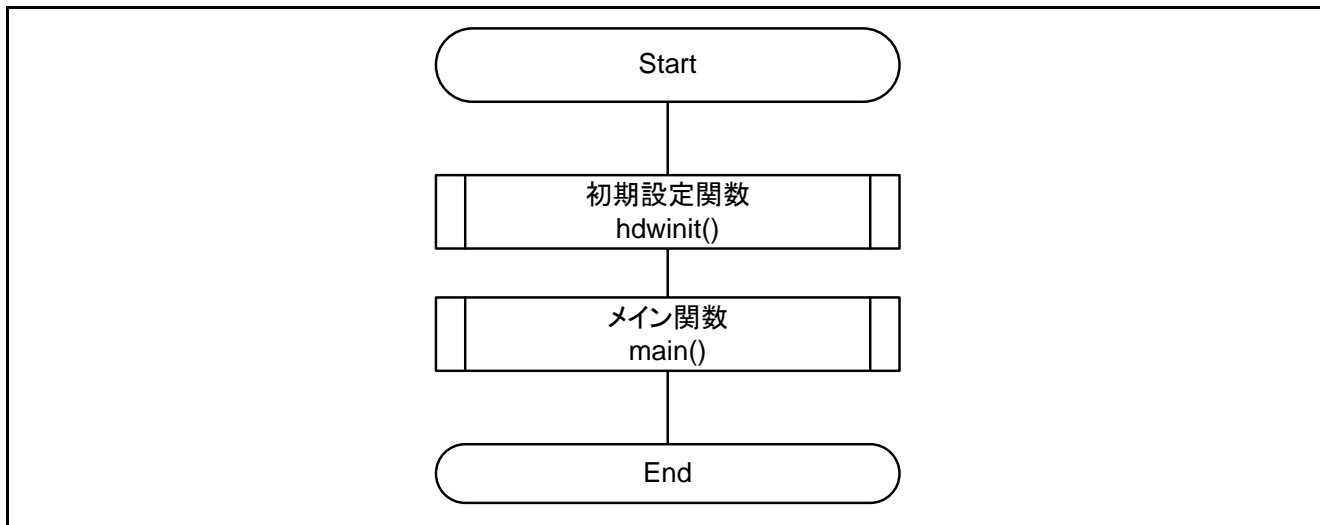 Start
初期設定関数
hdwinit()
メイン関数
main()
End